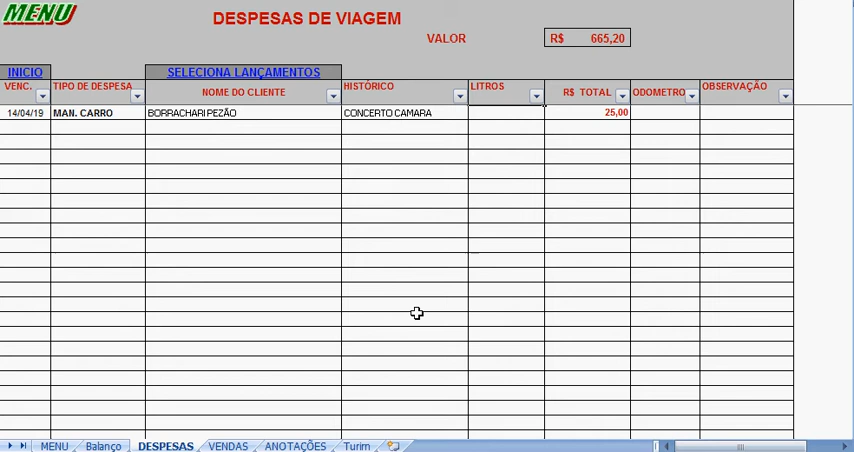 MENU
DESPESAS DE VIAGEM
VALOR R$ 665,20
INICIO SELECIONA LANÇAMENTOS
VENC. TIPO DE DESPESA NOME DO CLIENTE HISTÓRICO LITROS R$ TOTAL ODOMETRO OBSERVAÇÃO
14/04/19 MAN. CARRO BORRACHARI PEZÃO CONCERTO CAMARA 25,00
MENU Balanço DESPESAS VENDAS ANOTAÇÕES Turim